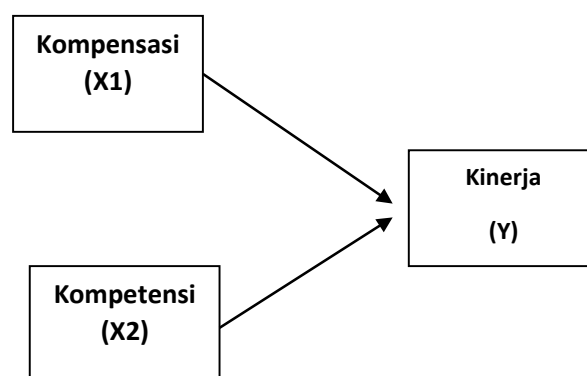 Kompensasi
(X1)
Kinerja
(Y)
Kompetensi
(X2)